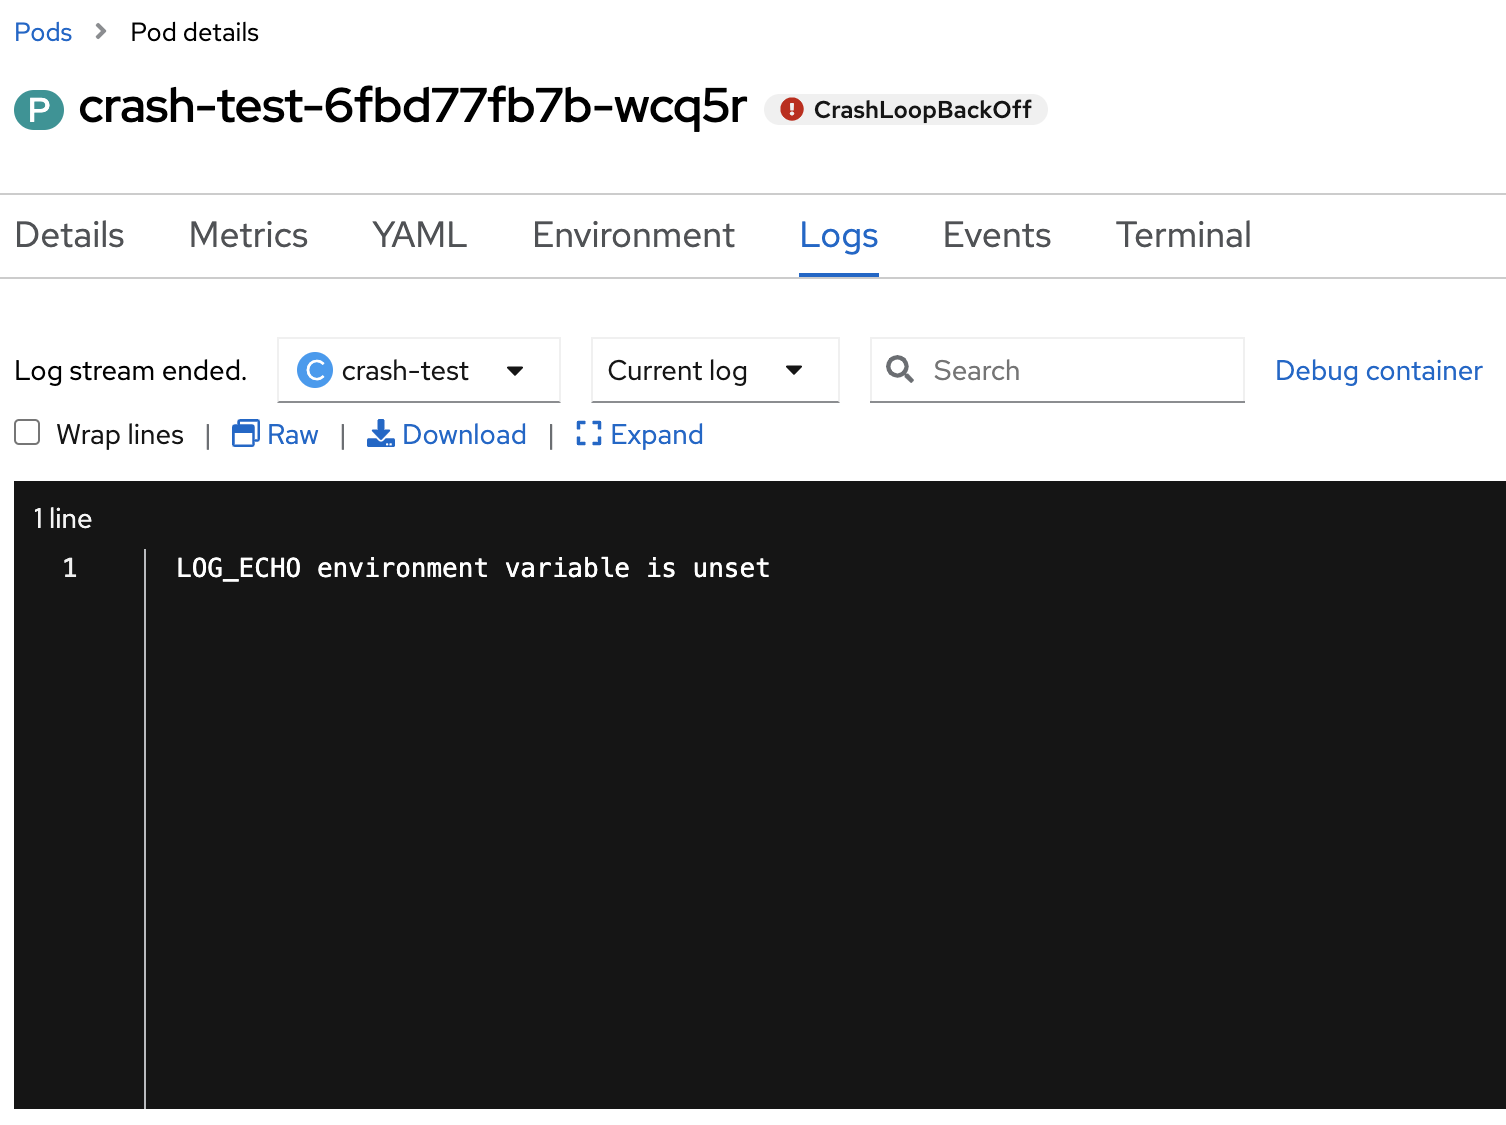 Pods > Pod details
P crash-test-6fbd77fb7b-wcq5r ! CrashLoopBackOff
Details Metrics YAML Environment Logs Events Terminal
Log stream ended. C crash-test Current log Search Debug container
Wrap lines | Raw | Download | Expand
1 line
1 LOG_ECHO environment variable is unset